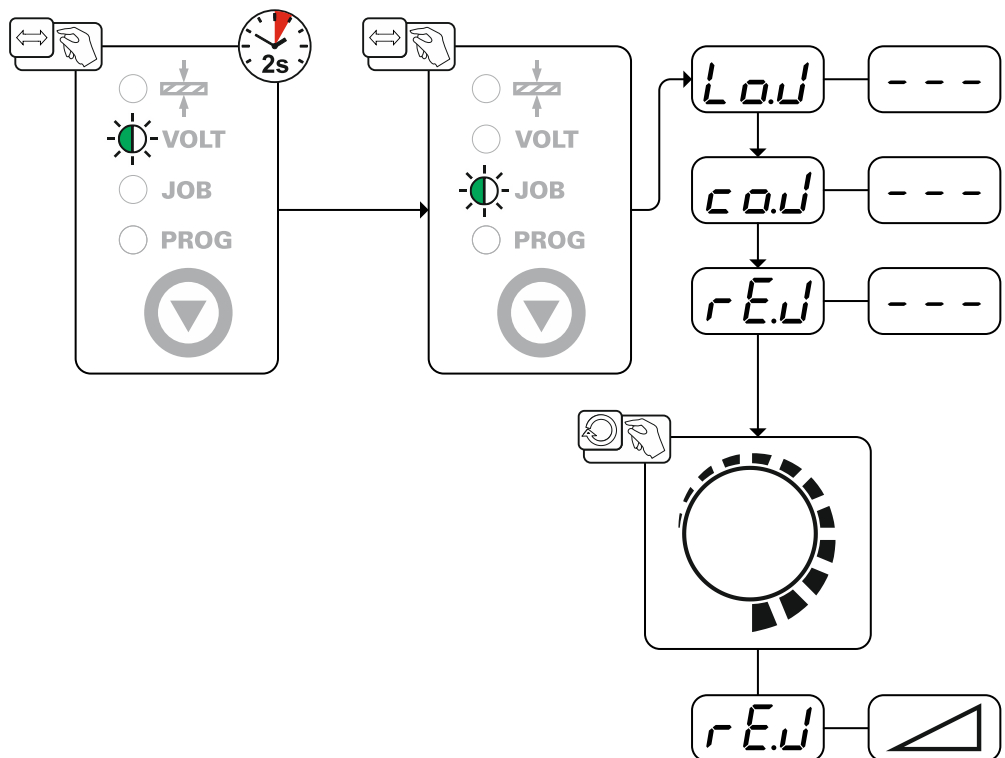 2s
VOLT
JOB
PROG
VOLT
JOB
PROG
Lo.J
- - -
co.J
- - -
rE.J
- - -
rE.J